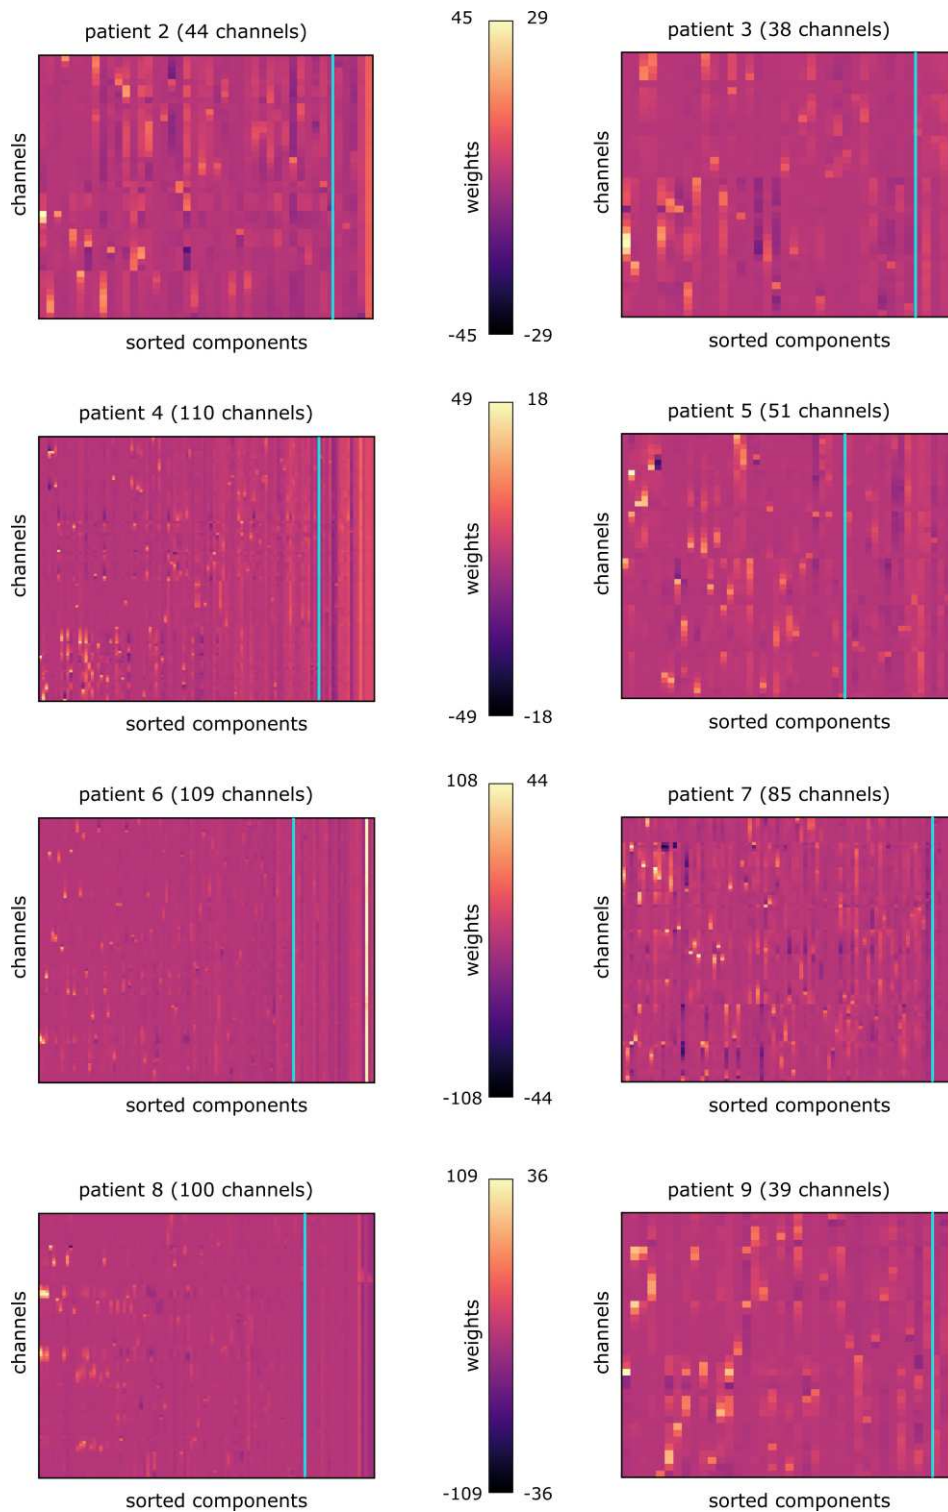 patient 2 (44 channels)
45 29
patient 3 (38 channels)
channels
weights
channels
-45 -29
sorted components
sorted components
patient 4 (110 channels)
49 18
patient 5 (51 channels)
channels
weights
channels
-49 -18
sorted components
sorted components
patient 6 (109 channels)
108 44
patient 7 (85 channels)
channels
weights
channels
-108 -44
sorted components
sorted components
patient 8 (100 channels)
109 36
patient 9 (39 channels)
channels
weights
channels
-109 -36
sorted components
sorted components